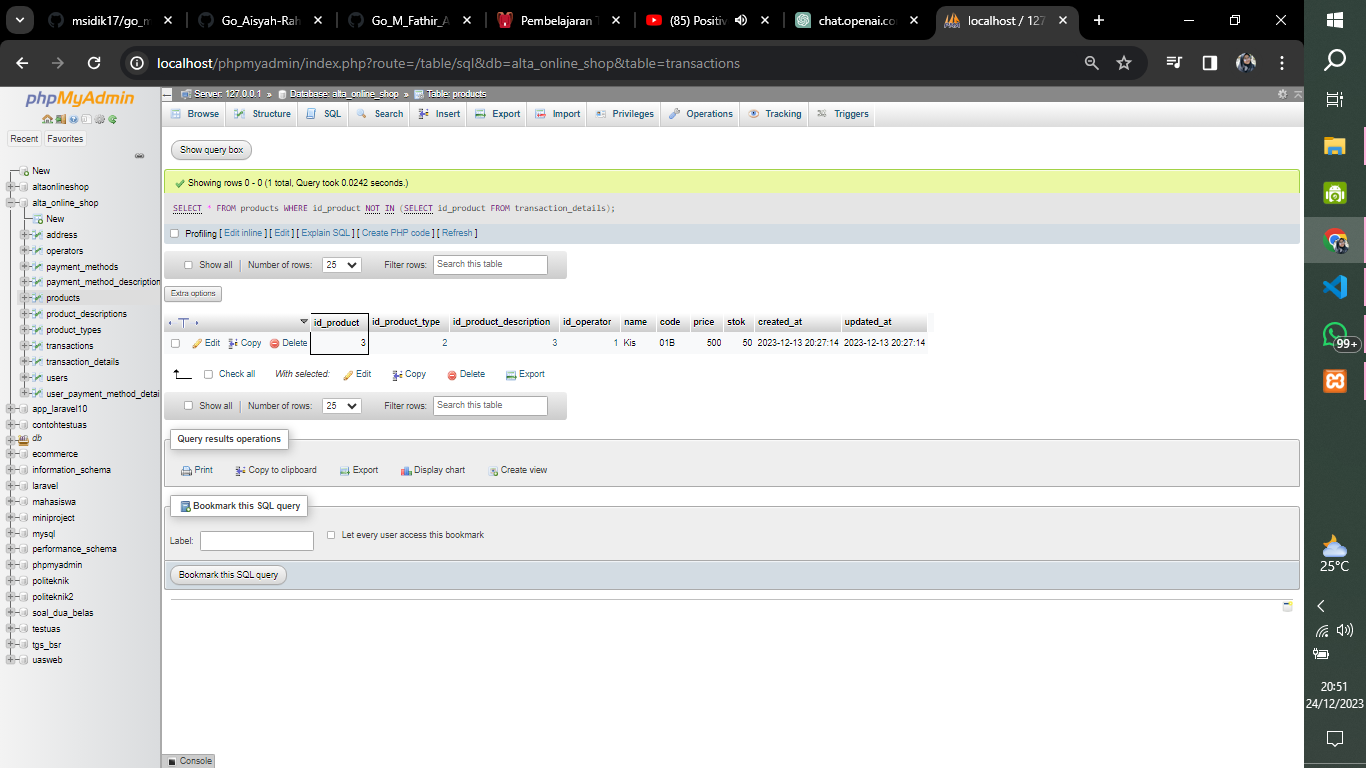 msidik17/go_m
Go_Aisyah-Rah
Go_M_Fathir_A
Pembelajaran T
(85) Positiv
chat.openai.co
localhost / 127
localhost/phpmyadmin/index.php?route=/table/sql&db=alta_online_shop&table=transactions
phpMyAdmin
Recent Favorites
New
altaonlineshop
alta_online_shop
New
address
operators
payment_methods
payment_method_description
products
product_descriptions
product_types
transactions
transaction_details
users
user_payment_method_detai
app_laravel10
contohtestuas
db
ecommerce
information_schema
laravel
mahasiswa
miniproject
mysql
performance_schema
phpmyadmin
politeknik
politeknik2
soal_dua_belas
testuas
tgs_bsr
uasweb
Server: 127.0.0.1 » Database: alta_online_shop » Table: products
Browse Structure SQL Search Insert Export Import Privileges Operations Tracking Triggers
Show query box
Showing rows 0 - 0 (1 total, Query took 0.0242 seconds.)
SELECT * FROM products WHERE id_product NOT IN (SELECT id_product FROM transaction_details);
Profiling [ Edit inline ] [ Edit ] [ Explain SQL ] [ Create PHP code ] [ Refresh ]
Show all Number of rows: 25 Filter rows: Search this table
Extra options
id_product id_product_type id_product_description id_operator name code price stok created_at updated_at
Edit Copy Delete 3 2 3 1 Kis 01B 500 50 2023-12-13 20:27:14 2023-12-13 20:27:14
Check all With selected: Edit Copy Delete Export
Show all Number of rows: 25 Filter rows: Search this table
Query results operations
Print Copy to clipboard Export Display chart Create view
Bookmark this SQL query
Label: Let every user access this bookmark
Bookmark this SQL query
Console
99+
25°C
20:51
24/12/2023